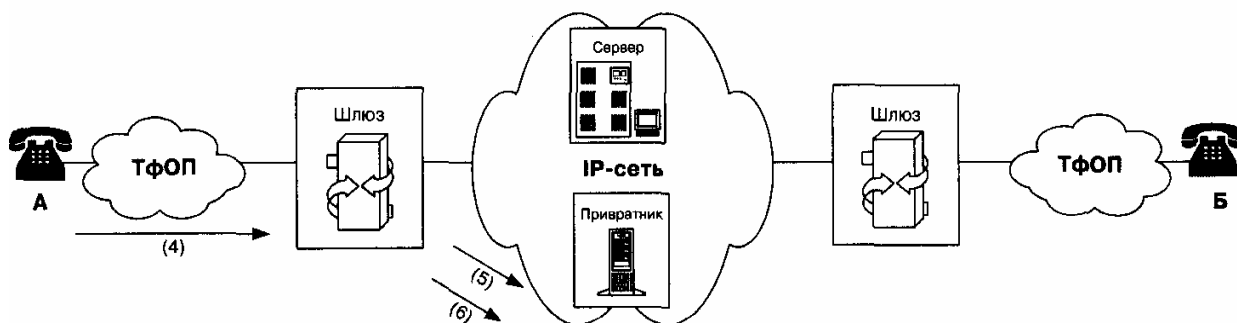 Сервер
Шлюз
Шлюз
ТфОП
IP-сеть
ТфОП
А
Б
Привратник
(4)
(5)
(6)